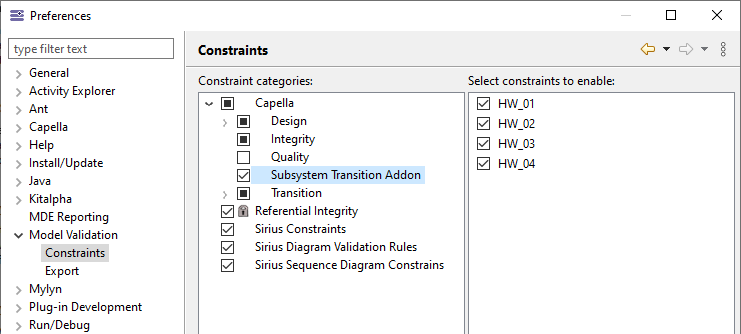 Preferences
type filter text
General
Activity Explorer
Ant
Capella
Help
Install/Update
Java
Kitalpha
MDE Reporting
Model Validation
Constraints
Export
Mylyn
Plug-in Development
Run/Debug
Constraints
Constraint categories:
Capella
Design
Integrity
Quality
Subsystem Transition Addon
Transition
Referential Integrity
Sirius Constraints
Sirius Diagram Validation Rules
Sirius Sequence Diagram Constrains
Select constraints to enable:
HW_01
HW_02
HW_03
HW_04